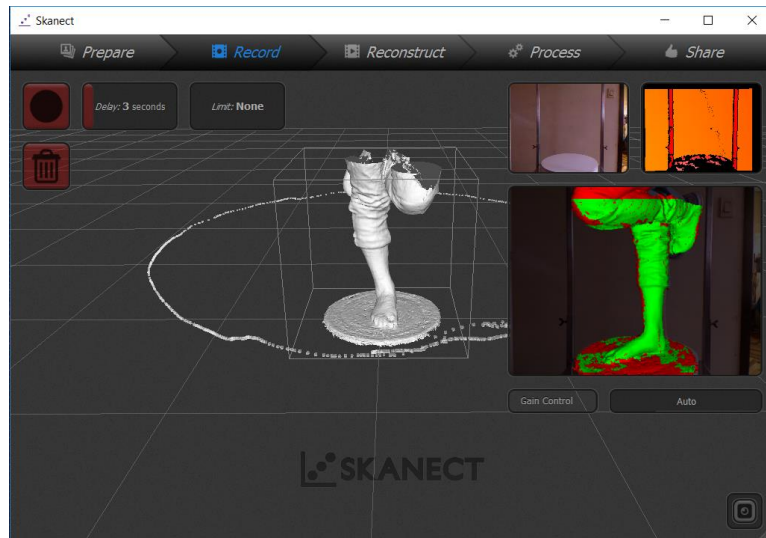 Skanect
Prepare
Record
Reconstruct
Process
Share
Delay: 3 seconds
Limit: None
Gain Control
Auto
SKANECT